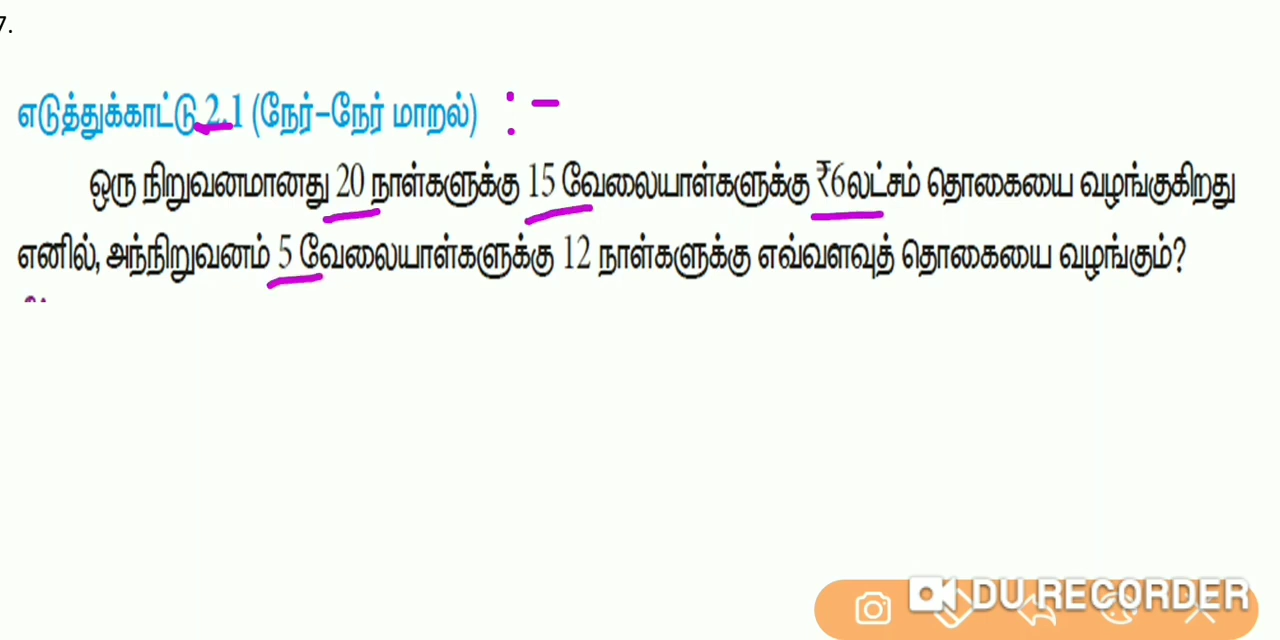 7.
எடுத்துக்காட்டு 2.1 (நேர்–நேர் மாறல்) :-
ஒரு நிறுவனமானது 20 நாள்களுக்கு 15 வேலையாள்களுக்கு ₹6லட்சம் தொகையை வழங்குகிறது
எனில், அந்நிறுவனம் 5 வேலையாள்களுக்கு 12 நாள்களுக்கு எவ்வளவுத் தொகையை வழங்கும்?
DU RECORDER